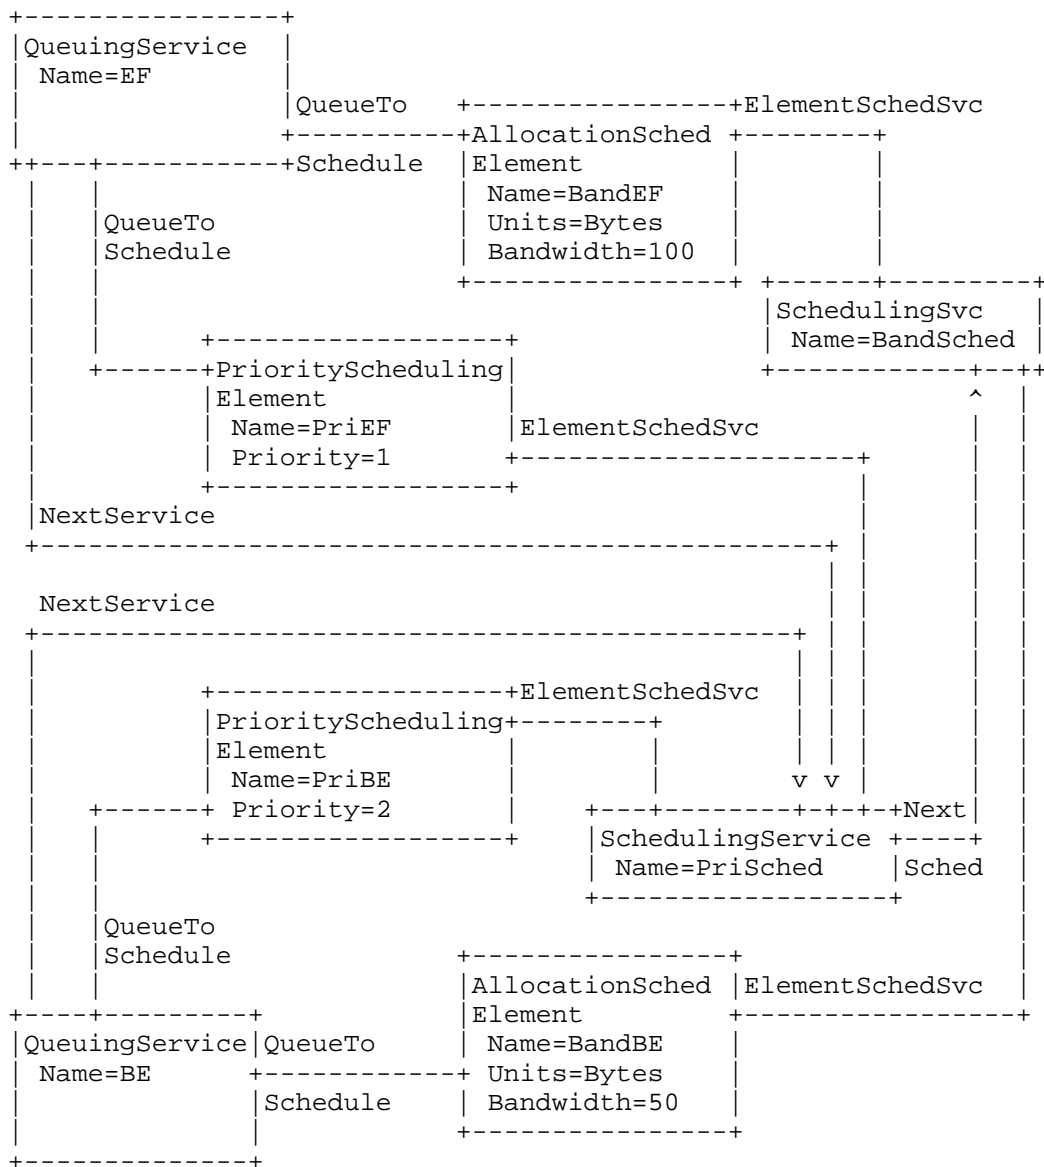 QueuingService
Name=EF
QueueTo ElementSchedSvc
AllocationSched
Schedule Element
Name=BandEF
QueueTo Units=Bytes
Schedule Bandwidth=100
SchedulingSvc
Name=BandSched
PriorityScheduling
Element
Name=PriEF ElementSchedSvc
Priority=1
NextService
NextService
ElementSchedSvc
PriorityScheduling
Element
Name=PriBE
Priority=2 Next
SchedulingService
Name=PriSched Sched
QueueTo
Schedule
AllocationSched ElementSchedSvc
Element
QueuingService QueueTo Name=BandBE
Name=BE Units=Bytes
Schedule Bandwidth=50